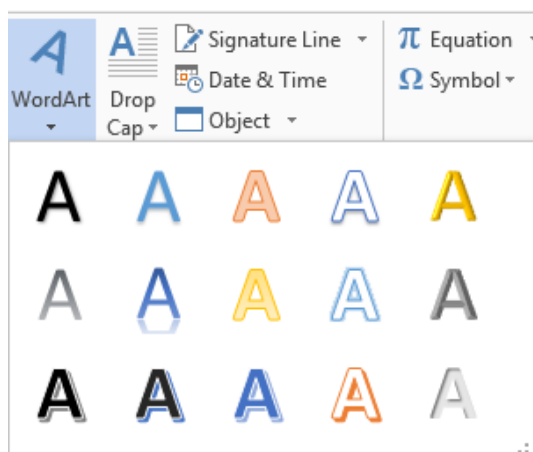 WordArt
Drop
Cap
Signature Line
Date & Time
Object
π Equation
Ω Symbol
A A A A A
A A A A A
A A A A A